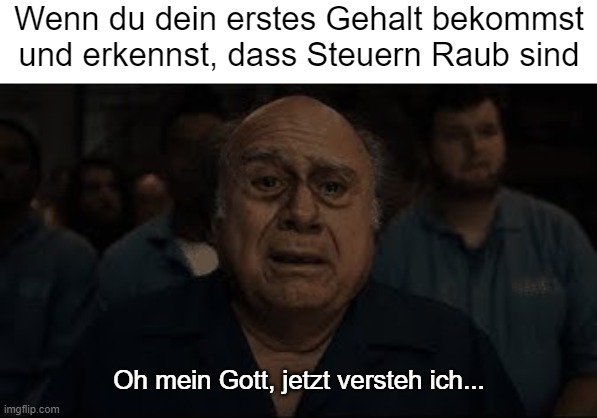 Wenn du dein erstes Gehalt bekommst
und erkennst, dass Steuern Raub sind
Oh mein Gott, jetzt versteh ich...
imgflip.com